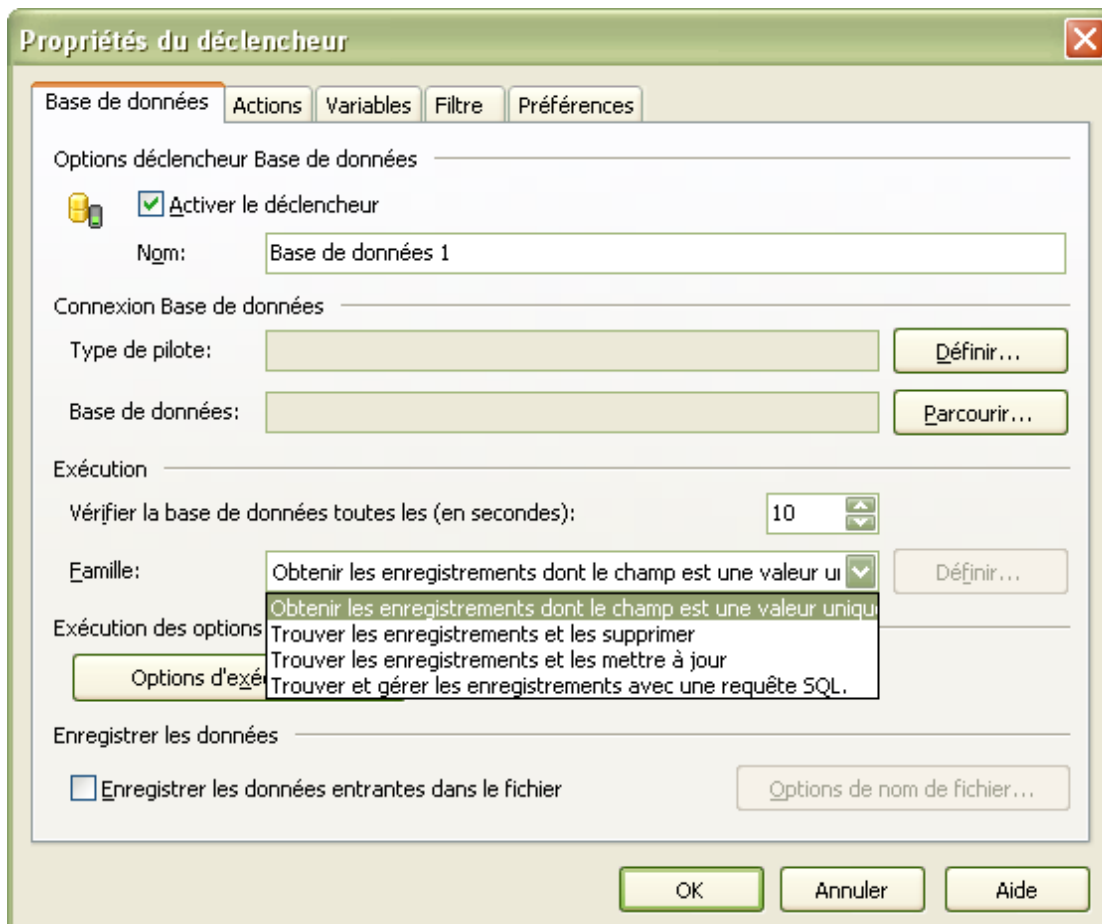 Propriétés du déclencheur
Base de données Actions Variables Filtre Préférences
Options déclencheur Base de données
Activer le déclencheur
Nom: Base de données 1
Connexion Base de données
Type de pilote: Définir...
Base de données: Parcourir...
Exécution
Vérifier la base de données toutes les (en secondes): 10
Famille: Obtenir les enregistrements dont le champ est une valeur Définir...
Obtenir les enregistrements dont le champ est une valeur unique
Exécution des options
Trouver les enregistrements et les supprimer
Trouver les enregistrements et les mettre à jour
Options d'exé
Trouver et gérer les enregistrements avec une requête SQL.
Enregistrer les données
Enregistrer les données entrantes dans le fichier Options de nom de fichier...
OK Annuler Aide